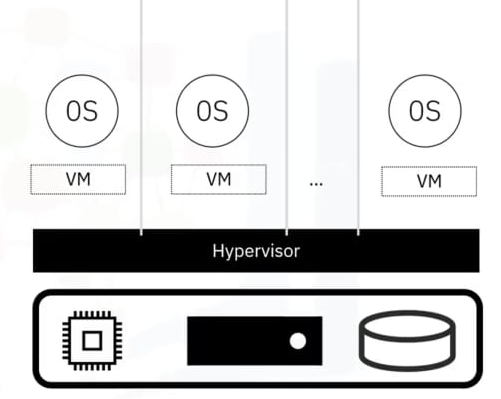 OS OS OS
VM VM ... VM
Hypervisor